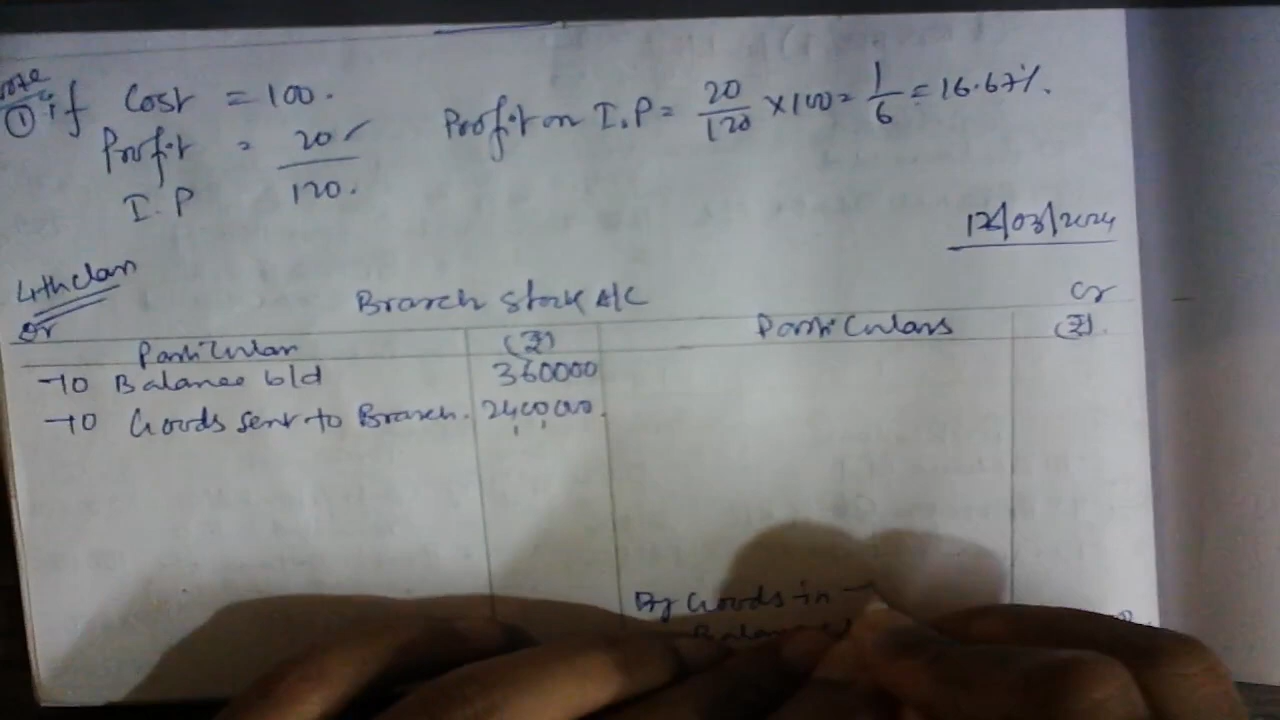 Note
① if Cost = 100.
Profit = 20
I.P 120.
Profit on I.P = 20/120 × 100 = 1/6 = 16.67%.
12/03/2024
4th class
Branch Stock A/C
Dr Cr
Particular (₹) Particulars (₹).
To Balance b/d 360000
To Goods sent to Branch. 2400000.
By Goods in
Balance